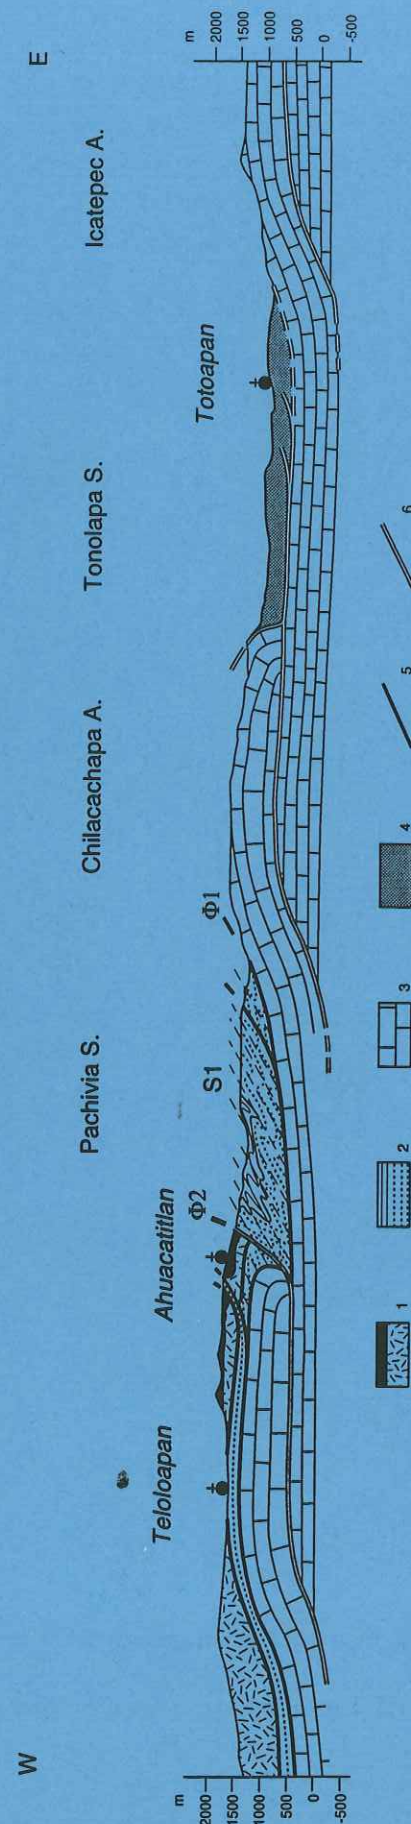 W E
Pachivia S. Chilacachapa A. Tonolapa S. Icatepec A.
Teloloapan Ahuacatitlan Totoapan
Φ2 S1 Φ1
m
2000
1500
1000
500
0
-500
m
2000
1500
1000
500
0
-500
1 2 3 4 5 6